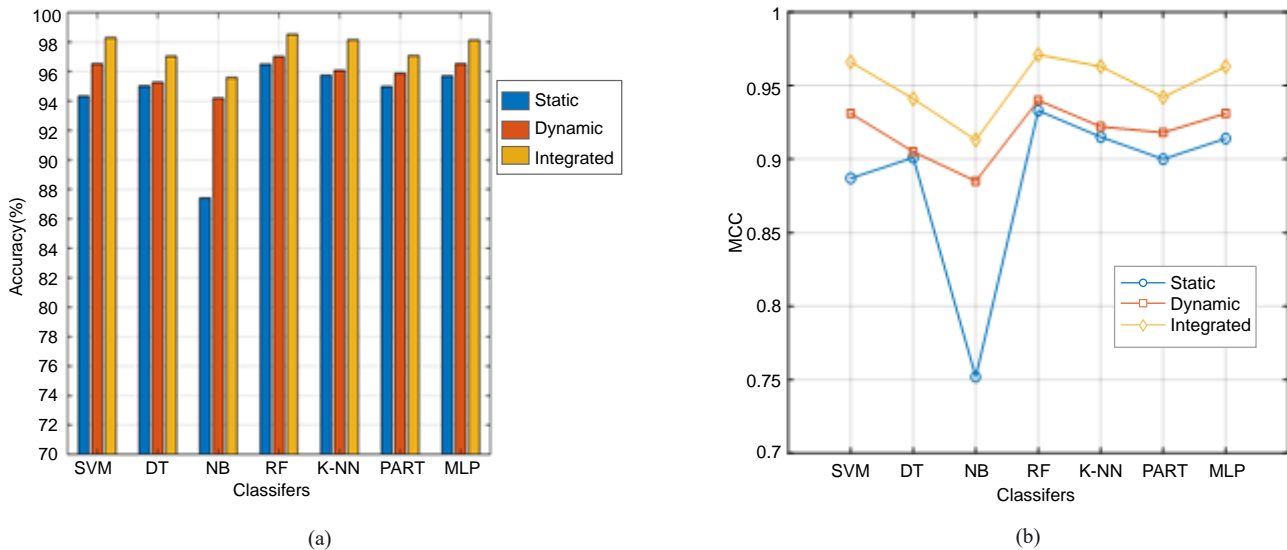 100
98
96
94
92
90
88
86
84
82
80
78
76
74
72
70
Accuracy(%)
SVM DT NB RF K-NN PART MLP
Classifers
Static
Dynamic
Integrated
(a)
1
0.95
0.9
0.85
0.8
0.75
0.7
MCC
SVM DT NB RF K-NN PART MLP
Classifers
Static
Dynamic
Integrated
(b)